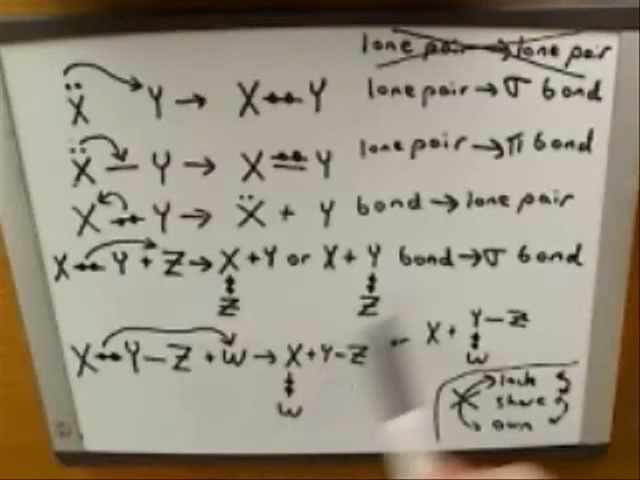 lone pair → lone pair
Ẍ Y → X Y lone pair → σ bond
Ẍ — Y → X = Y lone pair → π bond
X Y → Ẍ + Y bond → lone pair
X Y + Z → X + Y or X + Y bond → σ bond
Z Z
X Y – Z + W → X + Y – Z or X + Y – Z
W W
lack
share
own